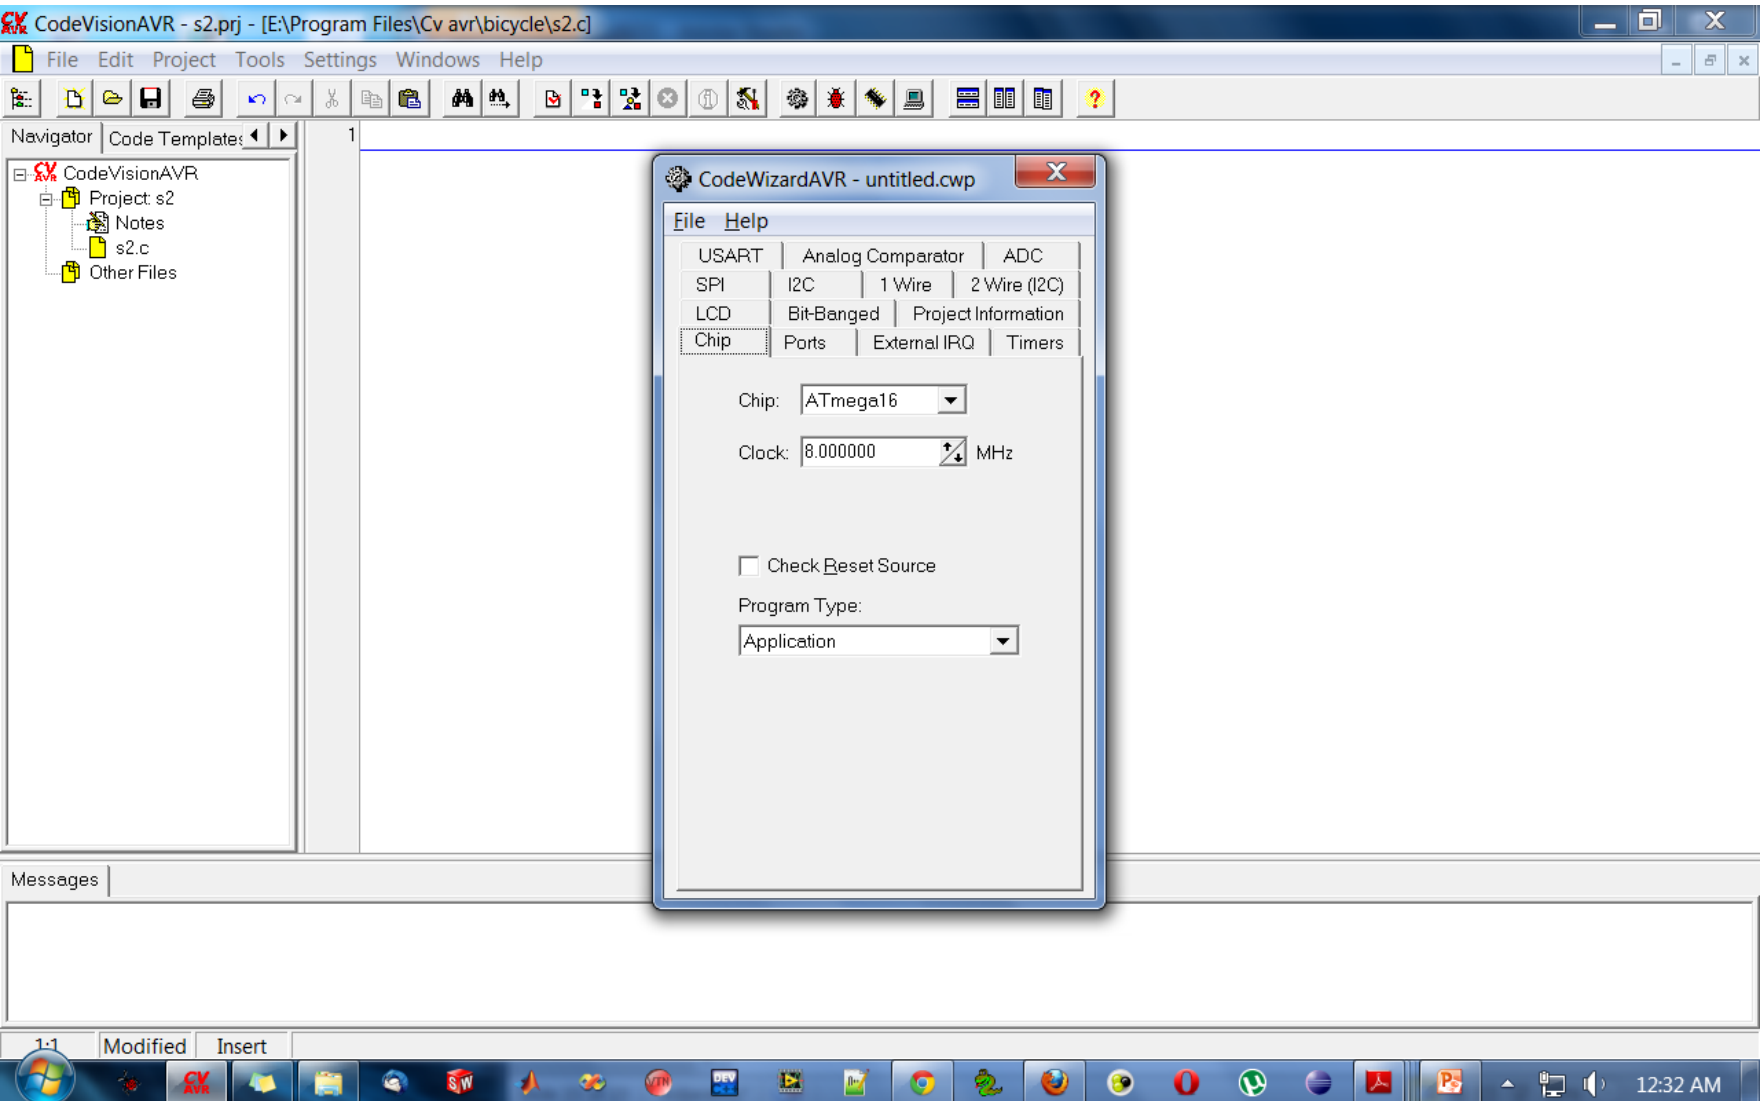 CodeVisionAVR - s2.prj - [E:\Program Files\Cv avr\bicycle\s2.c]
File Edit Project Tools Settings Windows Help
Navigator Code Templates
1
CodeVisionAVR
Project: s2
Notes
s2.c
Other Files
CodeWizardAVR - untitled.cwp
File Help
USART Analog Comparator ADC
SPI I2C 1 Wire 2 Wire (I2C)
LCD Bit-Banged Project Information
Chip Ports External IRQ Timers
Chip: ATmega16
Clock: 8.000000 MHz
Check Reset Source
Program Type:
Application
Messages
1:1 Modified Insert
12:32 AM